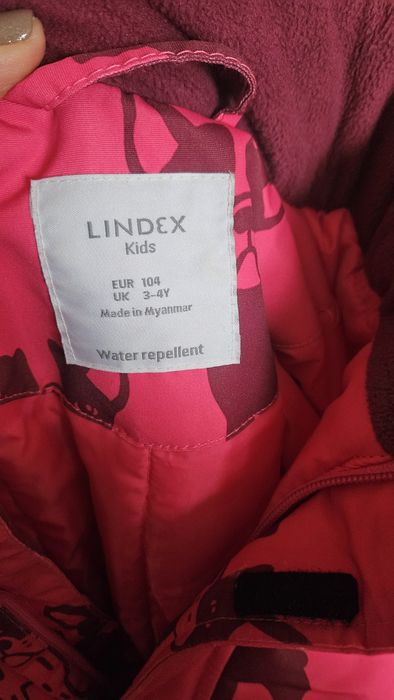 LINDEX
Kids
EUR 104
UK 3-4Y
Made in Myanmar
Water repellent